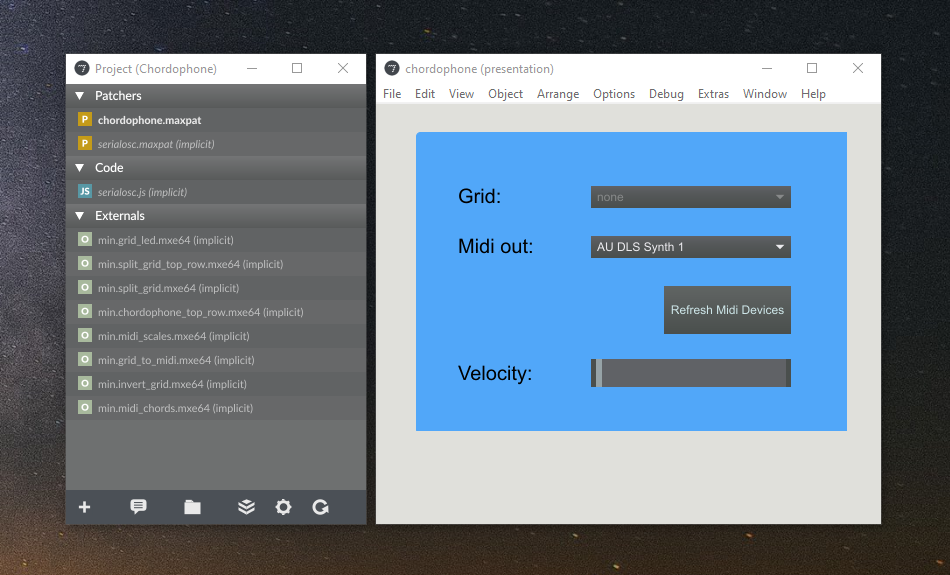 Project (Chordophone)
Patchers
P chordophone.maxpat
P serialosc.maxpat (implicit)
Code
JS serialosc.js (implicit)
Externals
O min.grid_led.mxe64 (implicit)
O min.split_grid_top_row.mxe64 (implicit)
O min.split_grid.mxe64 (implicit)
O min.chordophone_top_row.mxe64 (implicit)
O min.midi_scales.mxe64 (implicit)
O min.grid_to_midi.mxe64 (implicit)
O min.invert_grid.mxe64 (implicit)
O min.midi_chords.mxe64 (implicit)
chordophone (presentation)
File Edit View Object Arrange Options Debug Extras Window Help
Grid: none
Midi out: AU DLS Synth 1
Refresh Midi Devices
Velocity: